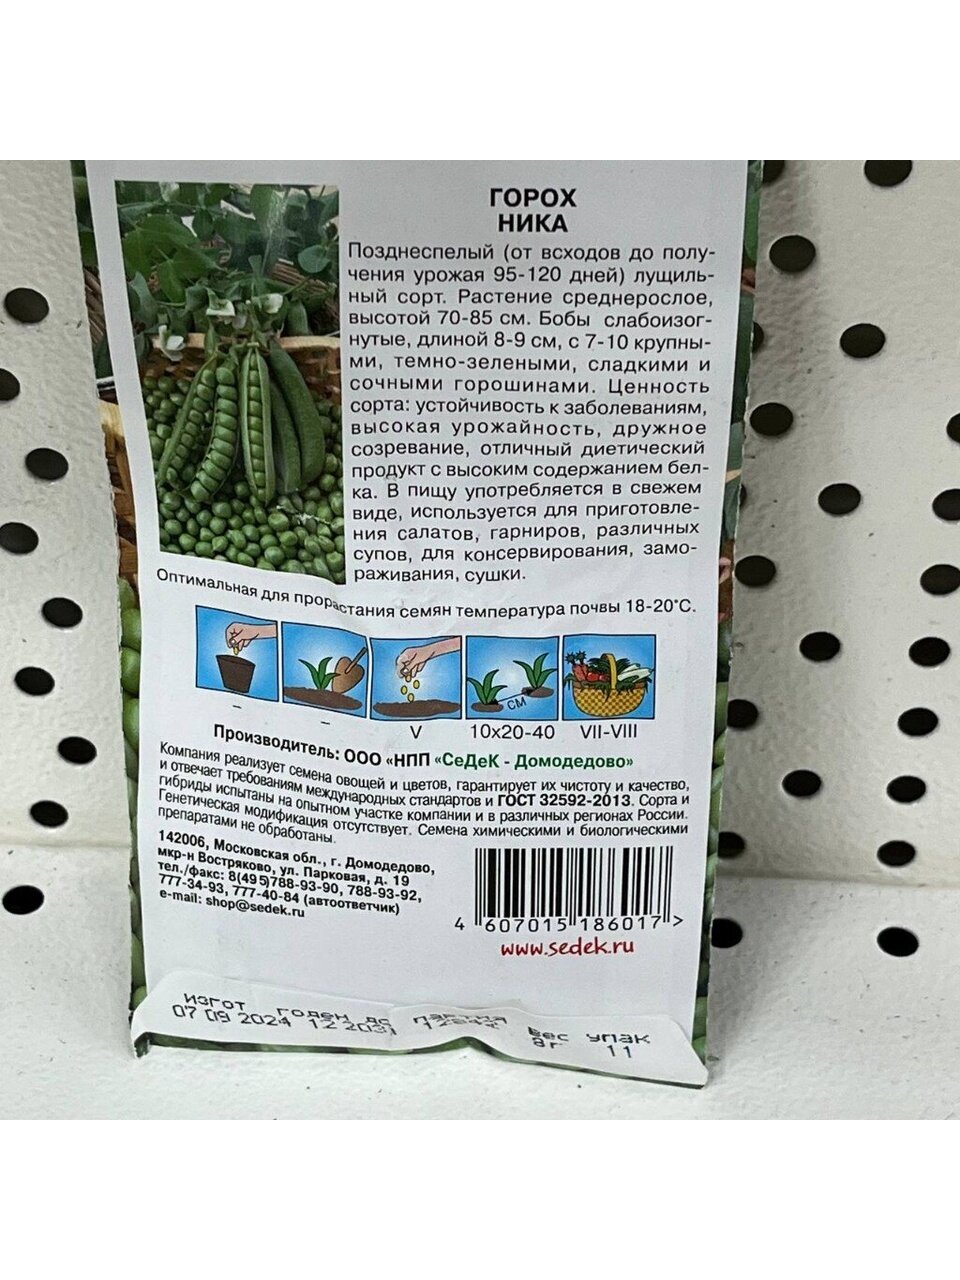 ГОРОХ
НИКА
Позднеспелый (от всходов до полу-
чения урожая 95-120 дней) лущиль-
ный сорт. Растение среднерослое,
высотой 70-85 см. Бобы слабоизог-
нутые, длиной 8-9 см, с 7-10 крупны-
ми, темно-зелеными, сладкими и
сочными горошинами. Ценность
сорта: устойчивость к заболеваниям,
высокая урожайность, дружное
созревание, отличный диетический
продукт с высоким содержанием бел-
ка. В пищу употребляется в свежем
виде, используется для приготовле-
ния салатов, гарниров, различных
супов, для консервирования, замо-
раживания, сушки.
Оптимальная для прорастания семян температура почвы 18-20°С.
см
– – V 10x20-40 VII-VIII
Производитель: ООО «НПП «СеДеК - Домодедово»
Компания реализует семена овощей и цветов, гарантирует их чистоту и качество,
и отвечает требованиям международных стандартов и ГОСТ 32592-2013. Сорта и
гибриды испытаны на опытном участке компании и в различных регионах России.
Генетическая модификация отсутствует. Семена химическими и биологическими
препаратами не обработаны.
142006, Московская обл., г. Домодедово,
мкр-н Востряково, ул. Парковая, д. 19
тел./факс: 8(495)788-93-90, 788-93-92,
777-34-93, 777-40-84 (автоответчик)
e-mail: shop@sedek.ru
4 607015 186017 >
www.sedek.ru
изгот годен до партия вес упак
07 09 2024 12 2031 8г 11